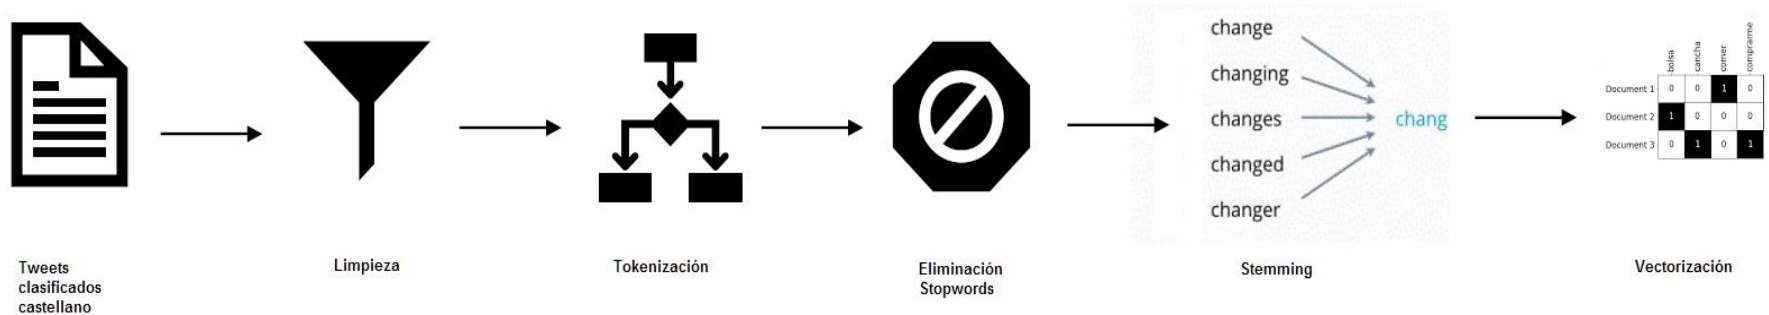 change
changing
changes
changed
changer
chang
bolsa
cancha
comer
comprarme
Document 1 0 0 1 0
Document 2 1 0 0 0
Document 3 0 1 0 1
Tweets
clasificados
castellano
Limpieza
Tokenización
Eliminación
Stopwords
Stemming
Vectorización